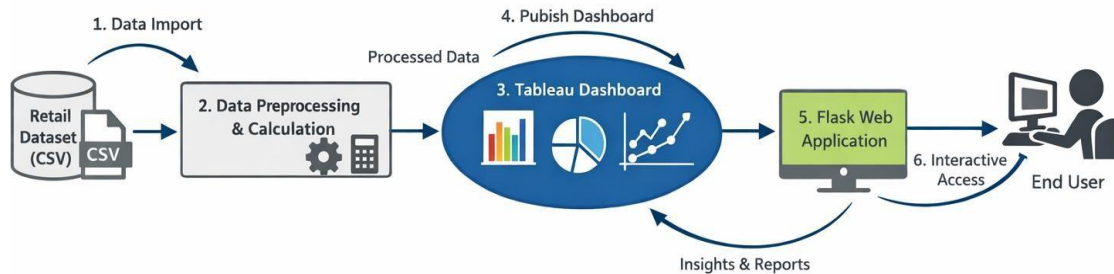 4. Pubish Dashboard
1. Data Import
Processed Data
3. Tableau Dashboard
2. Data Preprocessing
& Calculation
Retail
Dataset
(CSV)
CSV
5. Flask Web
Application
6. Interactive
Access
End User
Insights & Reports